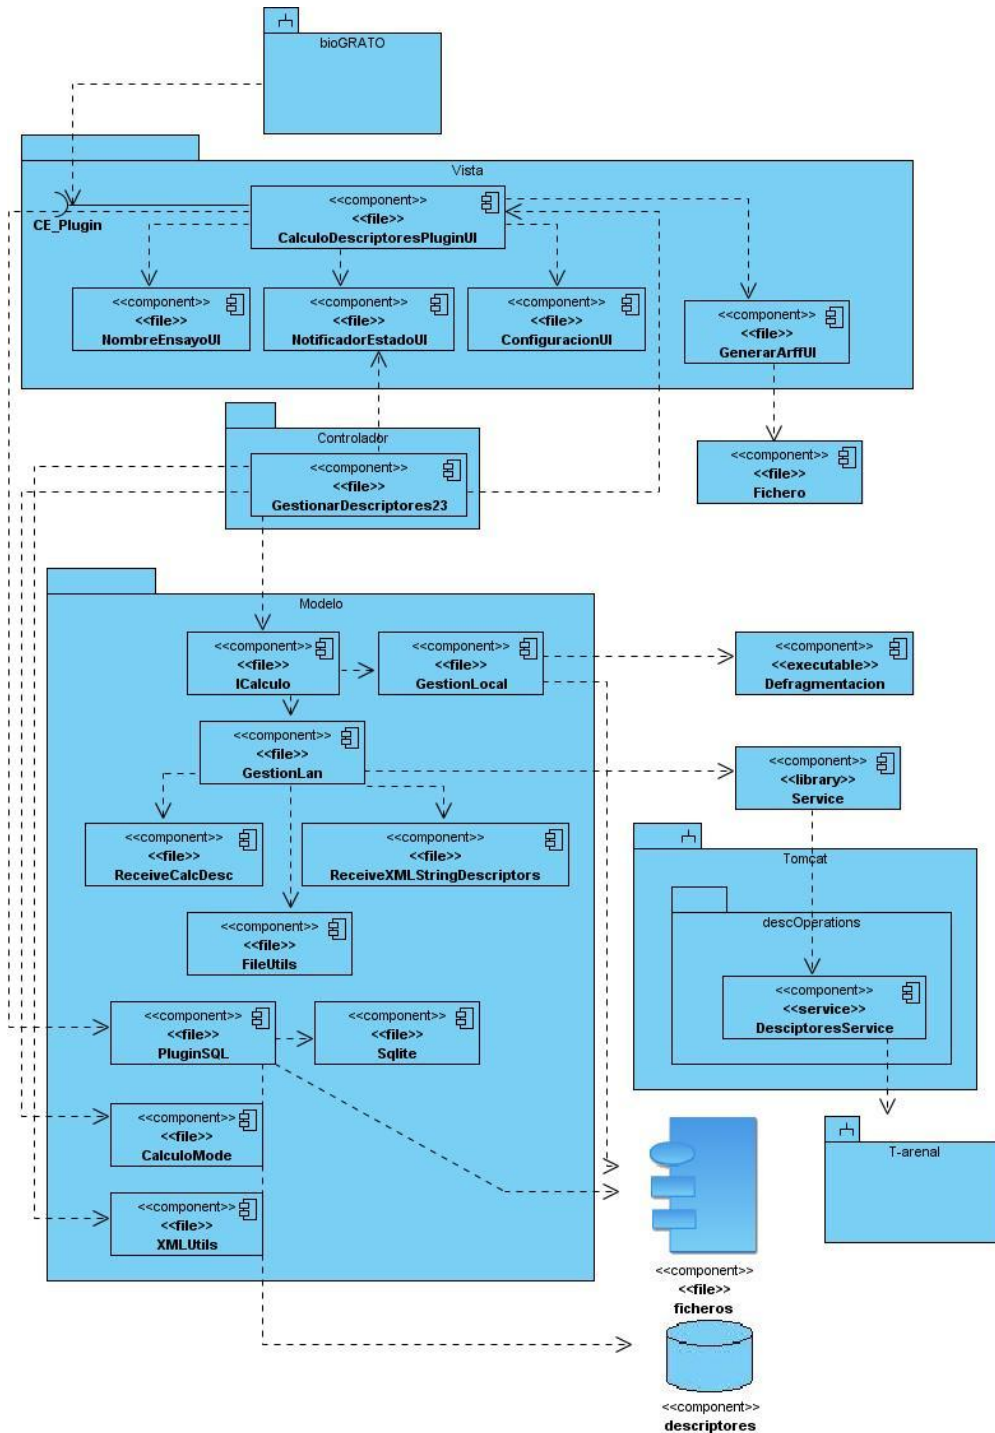 bioGRATO
Vista
CE_Plugin
<<component>>
<<file>>
CalculoDescriptoresPluginUI
<<component>>
<<file>>
NombreEnsayoUI
<<component>>
<<file>>
NotificadorEstadoUI
<<component>>
<<file>>
ConfiguracionUI
<<component>>
<<file>>
GenerarArffUI
Controlador
<<component>>
<<file>>
GestionarDescriptores23
<<component>>
<<file>>
Fichero
Modelo
<<component>>
<<file>>
ICalculo
<<component>>
<<file>>
GestionLocal
<<component>>
<<executable>>
Defragmentacion
<<component>>
<<file>>
GestionLan
<<component>>
<<library>>
Service
<<component>>
<<file>>
ReceiveCalcDesc
<<component>>
<<file>>
ReceiveXMLStringDescriptors
Tomcat
descOperations
<<component>>
<<file>>
FileUtils
<<component>>
<<service>>
DesciptoresService
<<component>>
<<file>>
PluginSQL
<<component>>
<<file>>
Sqlite
<<component>>
<<file>>
CalculoMode
T-arenal
<<component>>
<<file>>
XMLUtils
<<component>>
<<file>>
ficheros
<<component>>
descriptores